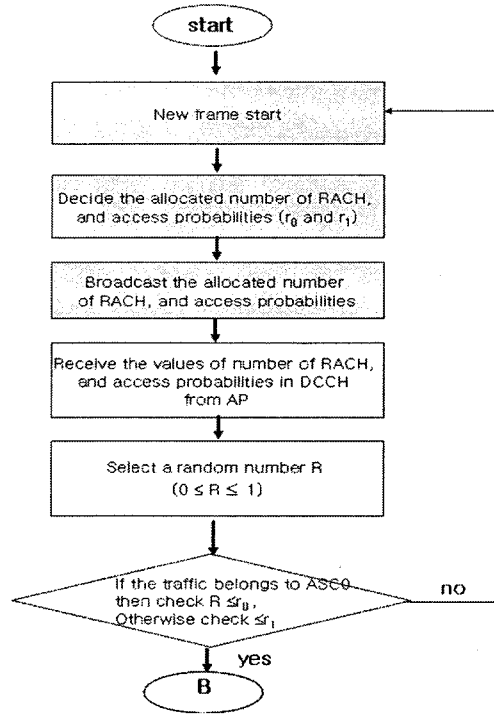 start
New frame start
Decide the allocated number of RACH,
and access probabilities (r₀ and r₁)
Broadcast the allocated number
of RACH, and access probabilities
Receive the values of number of RACH,
and access probabilities in DCCH
from AP
Select a random number R
(0 ≤ R ≤ 1)
If the traffic belongs to ASC0
then check R ≤r₀,
Otherwise check ≤r₁
no
yes
B